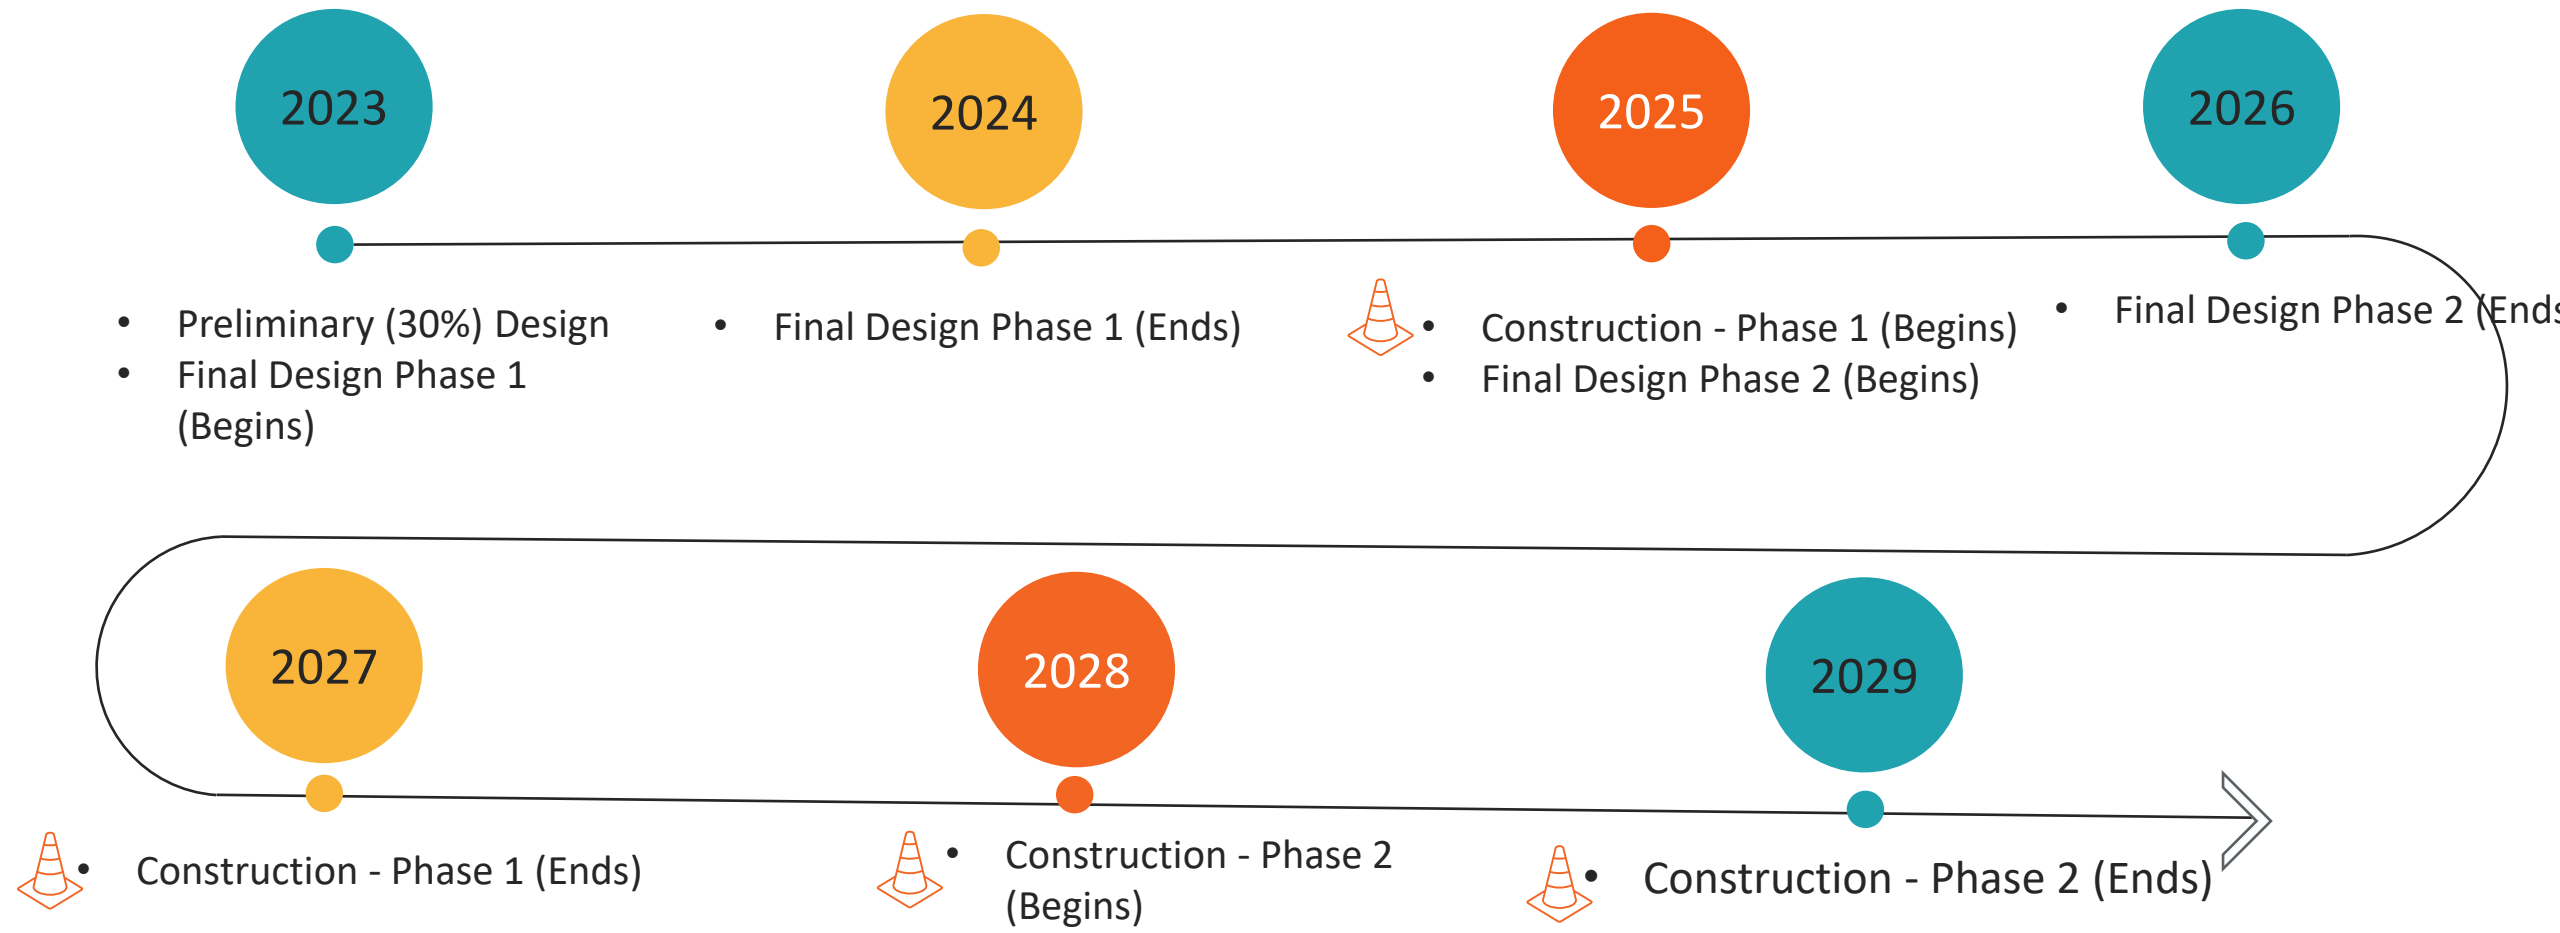 2023
2024
2025
2026
• Preliminary (30%) Design
• Final Design Phase 1
(Begins)
• Final Design Phase 1 (Ends)
• Construction - Phase 1 (Begins)
• Final Design Phase 2 (Begins)
• Final Design Phase 2 (Ends
2027
2028
2029
• Construction - Phase 1 (Ends)
• Construction - Phase 2
(Begins)
• Construction - Phase 2 (Ends)